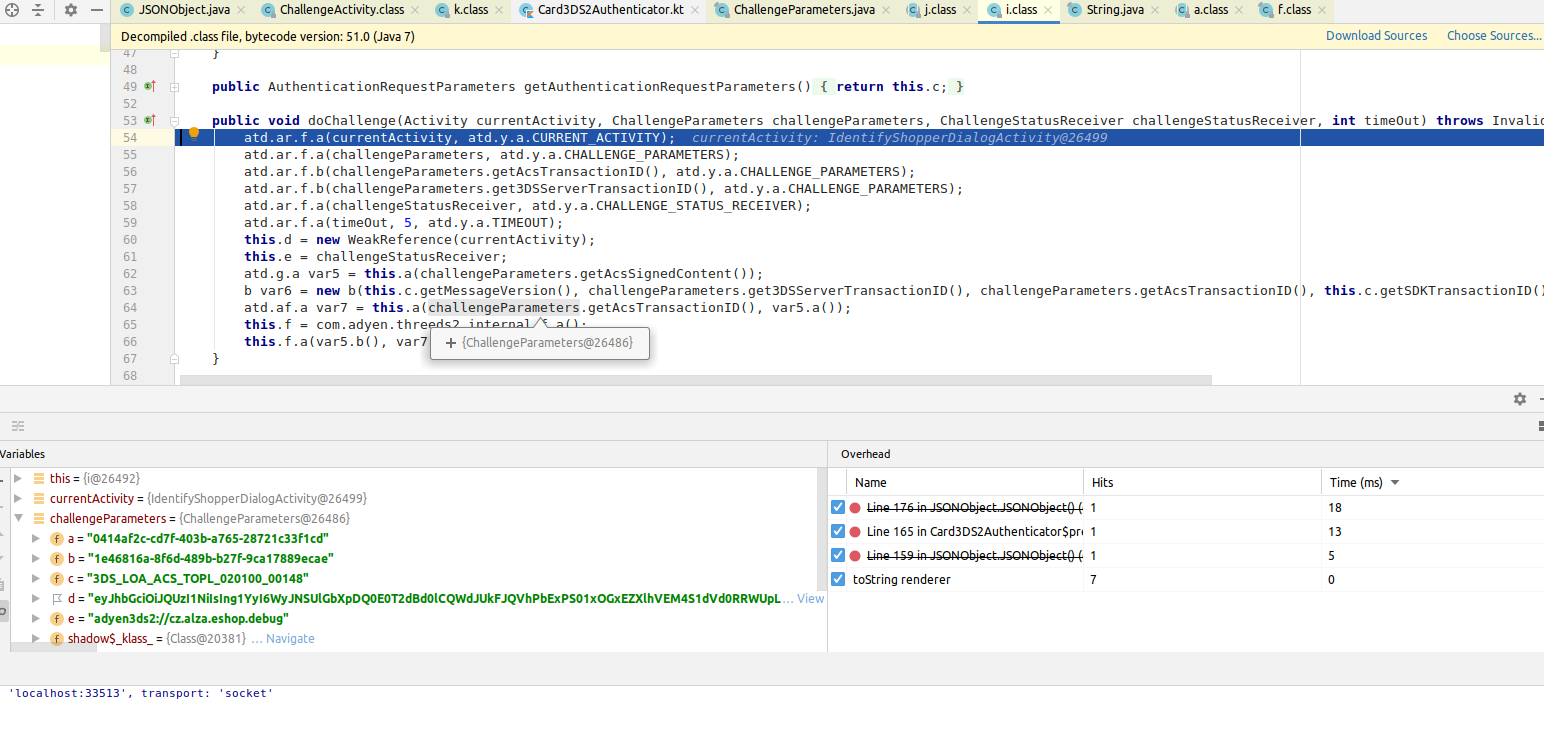 JSONObject.java ChallengeActivity.class k.class Card3DS2Authenticator.kt ChallengeParameters.java j.class i.class String.java a.class f.class
Decompiled .class file, bytecode version: 51.0 (Java 7) Download Sources Choose Sources...
47 }
48
49 public AuthenticationRequestParameters getAuthenticationRequestParameters() { return this.c; }
52
53 public void doChallenge(Activity currentActivity, ChallengeParameters challengeParameters, ChallengeStatusReceiver challengeStatusReceiver, int timeOut) throws Invalid
54 atd.ar.f.a(currentActivity, atd.y.a.CURRENT_ACTIVITY); currentActivity: IdentifyShopperDialogActivity@26499
55 atd.ar.f.a(challengeParameters, atd.y.a.CHALLENGE_PARAMETERS);
56 atd.ar.f.b(challengeParameters.getAcsTransactionID(), atd.y.a.CHALLENGE_PARAMETERS);
57 atd.ar.f.b(challengeParameters.get3DSServerTransactionID(), atd.y.a.CHALLENGE_PARAMETERS);
58 atd.ar.f.a(challengeStatusReceiver, atd.y.a.CHALLENGE_STATUS_RECEIVER);
59 atd.ar.f.a(timeOut, 5, atd.y.a.TIMEOUT);
60 this.d = new WeakReference(currentActivity);
61 this.e = challengeStatusReceiver;
62 atd.g.a var5 = this.a(challengeParameters.getAcsSignedContent());
63 b var6 = new b(this.c.getMessageVersion(), challengeParameters.get3DSServerTransactionID(), challengeParameters.getAcsTransactionID(), this.c.getSDKTransactionID()
64 atd.af.a var7 = this.a(challengeParameters.getAcsTransactionID(), var5.a());
65 this.f = com.adyen.threeds2.internal.f.a();
66 this.f.a(var5.b(), var7
+ {ChallengeParameters@26486}
67 }
68
Variables
this = {i@26492}
currentActivity = {IdentifyShopperDialogActivity@26499}
challengeParameters = {ChallengeParameters@26486}
a = "0414af2c-cd7f-403b-a765-28721c33f1cd"
b = "1e46816a-8f6d-489b-b27f-9ca17889ecae"
c = "3DS_LOA_ACS_TOPL_020100_00148"
d = "eyJhbGciOiJQUzI1NiIsIng1YyI6WyJNSUlGbXpDQ0E0T2dBd0lCQWdJUkFJQVhPbExPS01xOGxEZXlhVEM4S1dVd0RRWUpL... View
e = "adyen3ds2://cz.alza.eshop.debug"
shadow$_klass_ = {Class@20381} ... Navigate
Overhead
Name Hits Time (ms)
Line 176 in JSONObject.JSONObject() ( 1 18
Line 165 in Card3DS2Authenticator$pr 1 13
Line 159 in JSONObject.JSONObject() ( 1 5
toString renderer 7 0
'localhost:33513', transport: 'socket'